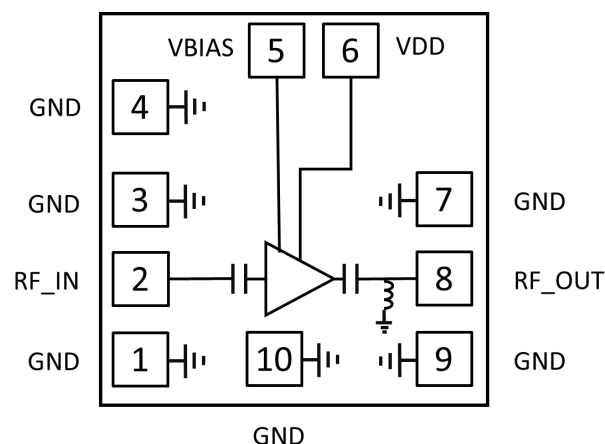 VBIAS 5 6 VDD
GND 4
GND 3 7 GND
RF_IN 2 8 RF_OUT
GND 1 10 9 GND
GND